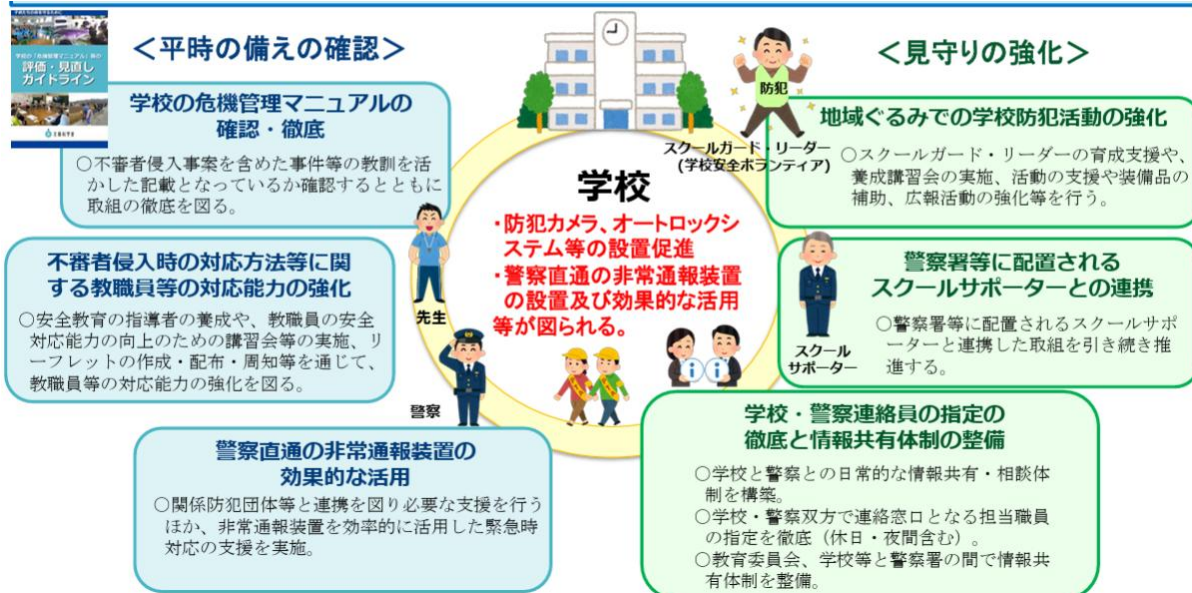 学校の「危機管理マニュアル」等の
評価・見直し
ガイドライン
文部科学省
＜平時の備えの確認＞
学校の危機管理マニュアルの
確認・徹底
○不審者侵入事案を含めた事件等の教訓を活
かした記載となっているか確認するとともに
取組の徹底を図る。
不審者侵入時の対応方法等に関
する教職員等の対応能力の強化
○安全教育の指導者の養成や、教職員の安全
対応能力の向上のための講習会等の実施、リ
ーフレットの作成・配布・周知等を通じて、
教職員等の対応能力の強化を図る。
警察直通の非常通報装置の
効果的な活用
○関係防犯団体等と連携を図り必要な支援を行う
ほか、非常通報装置を効率的に活用した緊急時
対応の支援を実施。
先生
警察
学校
・防犯カメラ、オートロックシ
ステム等の設置促進
・警察直通の非常通報装置
の設置及び効果的な活用
等が図られる。
防犯
スクールガード・リーダー
(学校安全ボランティア)
スクール
サポーター
＜見守りの強化＞
地域ぐるみでの学校防犯活動の強化
○スクールガード・リーダーの育成支援や、
養成講習会の実施、活動の支援や装備品の
補助、広報活動の強化等を行う。
警察署等に配置される
スクールサポーターとの連携
○警察署等に配置されるスクールサポ
ーターと連携した取組を引き続き推
進する。
学校・警察連絡員の指定の
徹底と情報共有体制の整備
○学校と警察との日常的な情報共有・相談体
制を構築。
○学校・警察双方で連絡窓口となる担当職員
の指定を徹底（休日・夜間含む）。
○教育委員会、学校等と警察署の間で情報共
有体制を整備。